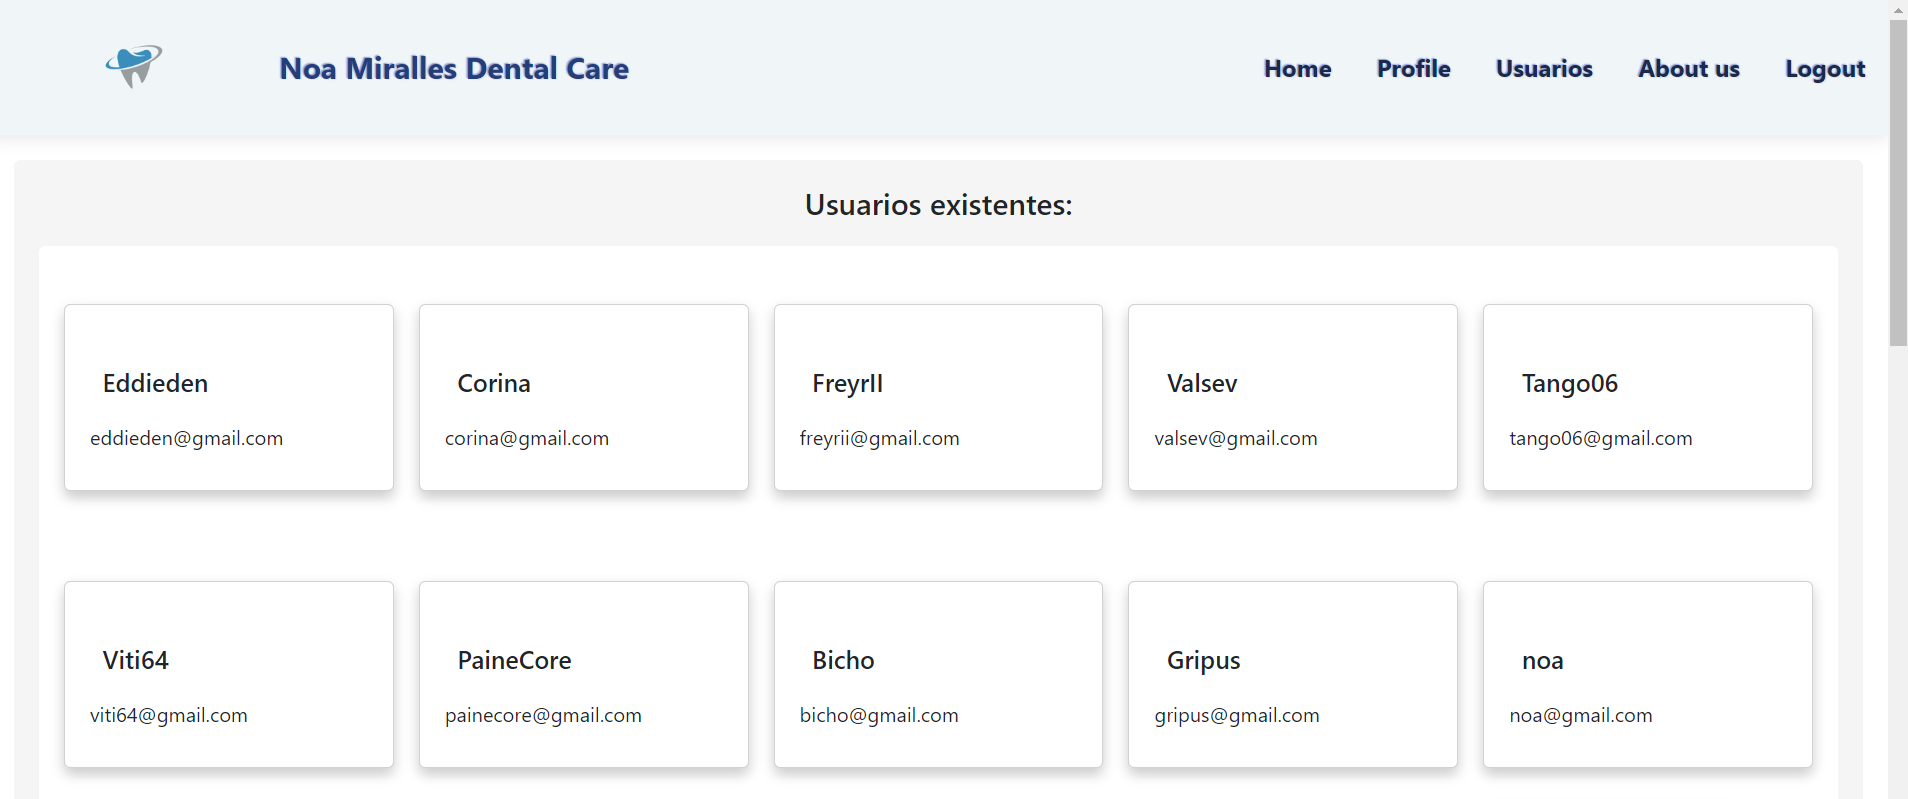 Noa Miralles Dental Care
Home Profile Usuarios About us Logout
Usuarios existentes:
Eddieden
eddieden@gmail.com
Corina
corina@gmail.com
FreyrII
freyrii@gmail.com
Valsev
valsev@gmail.com
Tango06
tango06@gmail.com
Viti64
viti64@gmail.com
PaineCore
painecore@gmail.com
Bicho
bicho@gmail.com
Gripus
gripus@gmail.com
noa
noa@gmail.com